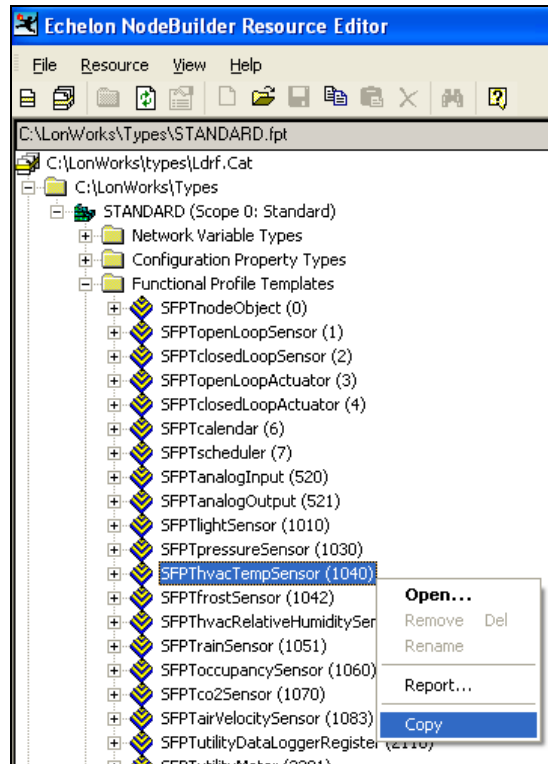 Echelon NodeBuilder Resource Editor
File Resource View Help
C:\LonWorks\Types\STANDARD.fpt
C:\LonWorks\types\Ldrf.Cat
C:\LonWorks\Types
STANDARD (Scope 0: Standard)
Network Variable Types
Configuration Property Types
Functional Profile Templates
SFPTnodeObject (0)
SFPTopenLoopSensor (1)
SFPTclosedLoopSensor (2)
SFPTopenLoopActuator (3)
SFPTclosedLoopActuator (4)
SFPTcalendar (6)
SFPTscheduler (7)
SFPTanalogInput (520)
SFPTanalogOutput (521)
SFPTlightSensor (1010)
SFPTpressureSensor (1030)
SFPThvacTempSensor (1040)
SFPTfrostSensor (1042)
SFPThvacRelativeHumiditySer
SFPTrainSensor (1051)
SFPToccupancySensor (1060)
SFPTco2Sensor (1070)
SFPTairVelocitySensor (1083)
SFPTutilityDataLoggerRegister (2110)
Open...
Remove Del
Rename
Report...
Copy